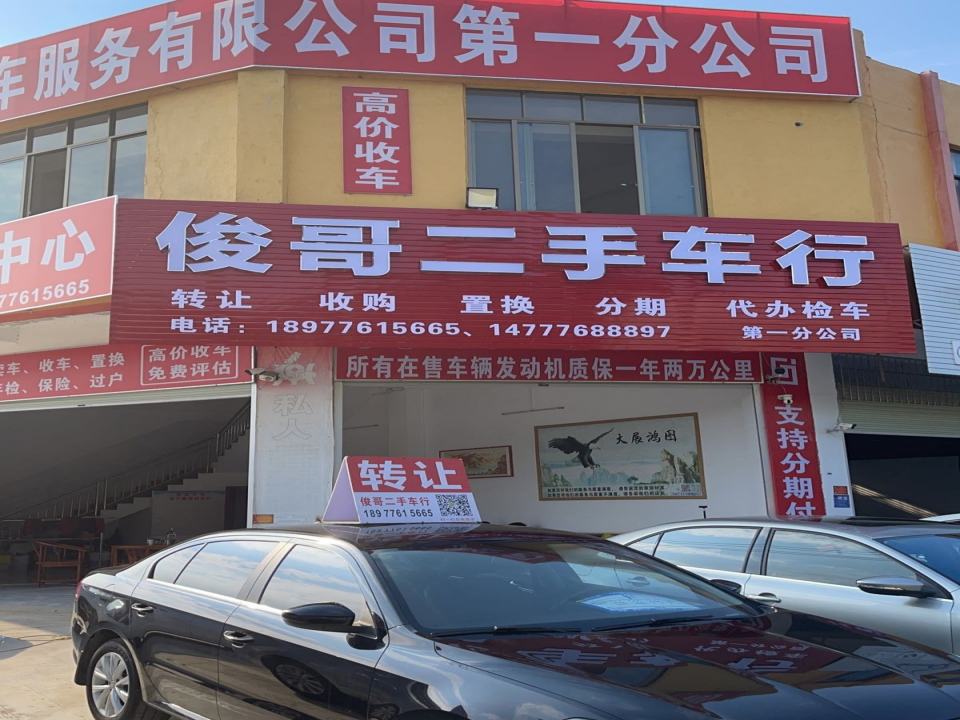 车服务有限公司第一分公司
高价收车
中心
77615665
俊哥二手车行
转让 收购 置换 分期 代办检车
电话：18977615665、14777688897 第一分公司
卖车、收车、置换
车检、保险、过户
高价收车
免费评估
所有在售车辆发动机质保一年两万公里
私人
大展鸿图
支持分期付
转让
俊哥二手车行
18977615665